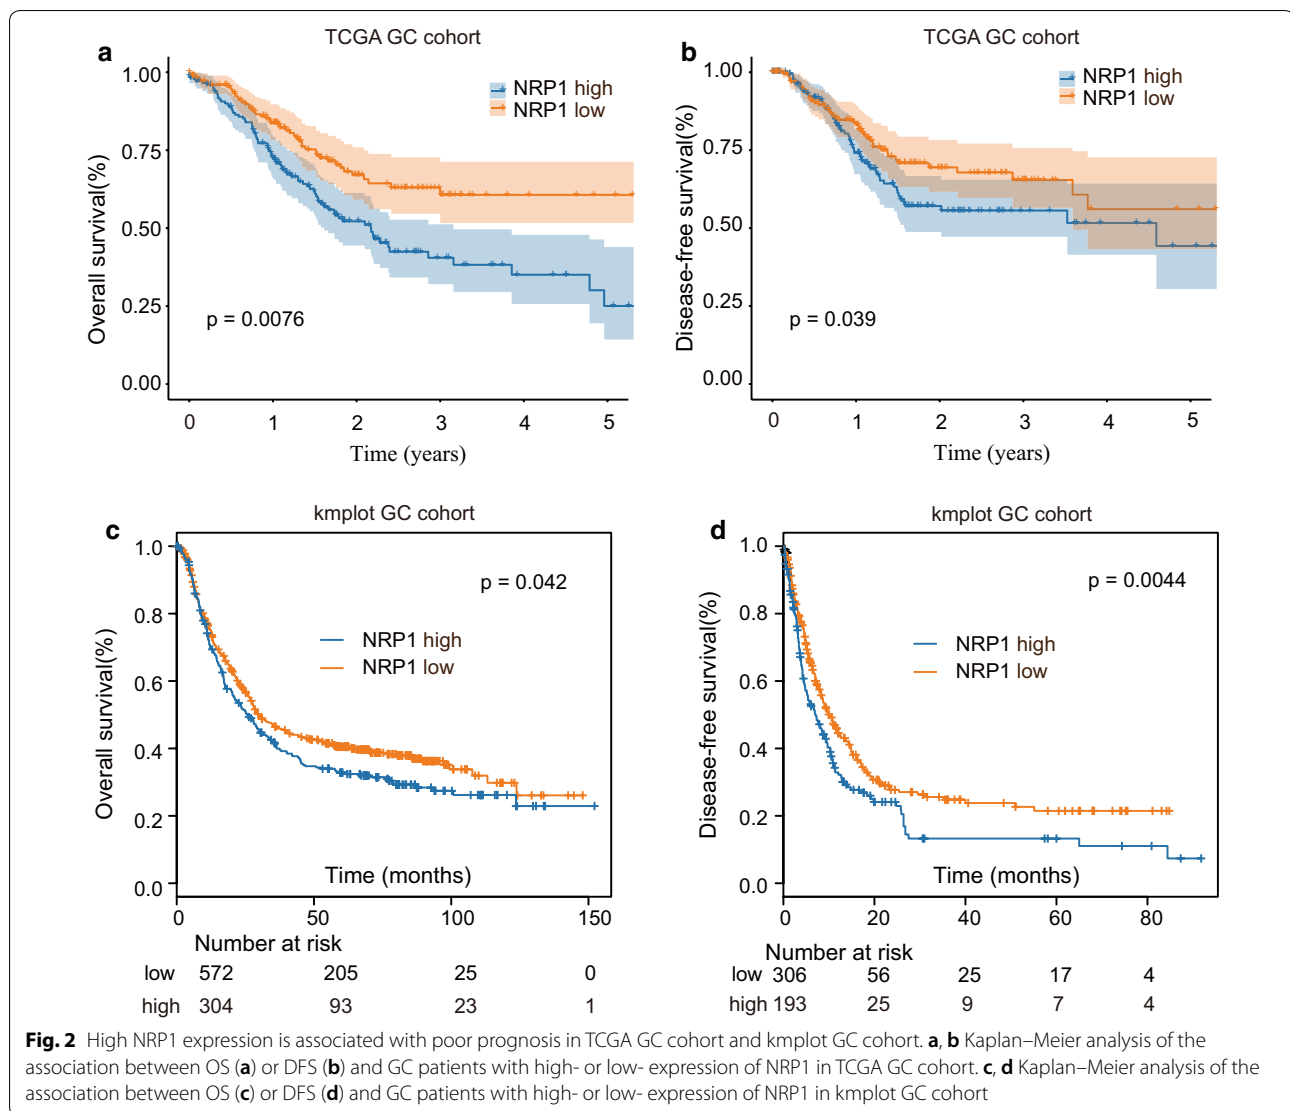 a
TCGA GC cohort
NRP1 high
NRP1 low
1.00
0.75
0.50
0.25
0.00
Overall survival(%)
p = 0.0076
0 1 2 3 4 5
Time (years)
b
TCGA GC cohort
NRP1 high
NRP1 low
1.00
0.75
0.50
0.25
0.00
Disease-free survival(%)
p = 0.039
0 1 2 3 4 5
Time (years)
c
kmplot GC cohort
p = 0.042
NRP1 high
NRP1 low
1.0
0.8
0.6
0.4
0.2
0.0
Overall survival(%)
Time (months)
0 50 100 150
Number at risk
low 572 205 25 0
high 304 93 23 1
d
kmplot GC cohort
p = 0.0044
NRP1 high
NRP1 low
1.0
0.8
0.6
0.4
0.2
0.0
Disease-free survival(%)
Time (months)
0 20 40 60 80
Number at risk
low 306 56 25 17 4
high 193 25 9 7 4
Fig. 2 High NRP1 expression is associated with poor prognosis in TCGA GC cohort and kmplot GC cohort. a, b Kaplan–Meier analysis of the
association between OS (a) or DFS (b) and GC patients with high- or low- expression of NRP1 in TCGA GC cohort. c, d Kaplan–Meier analysis of the
association between OS (c) or DFS (d) and GC patients with high- or low- expression of NRP1 in kmplot GC cohort